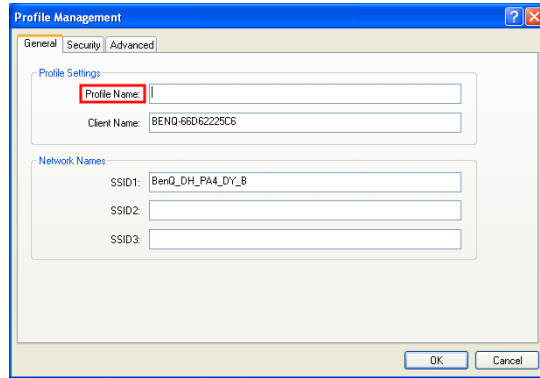 Profile Management
General Security Advanced
Profile Settings
Profile Name:
Client Name: BENQ-66D62225C6
Network Names
SSID1: BenQ_DH_PA4_DY_B
SSID2:
SSID3:
OK Cancel